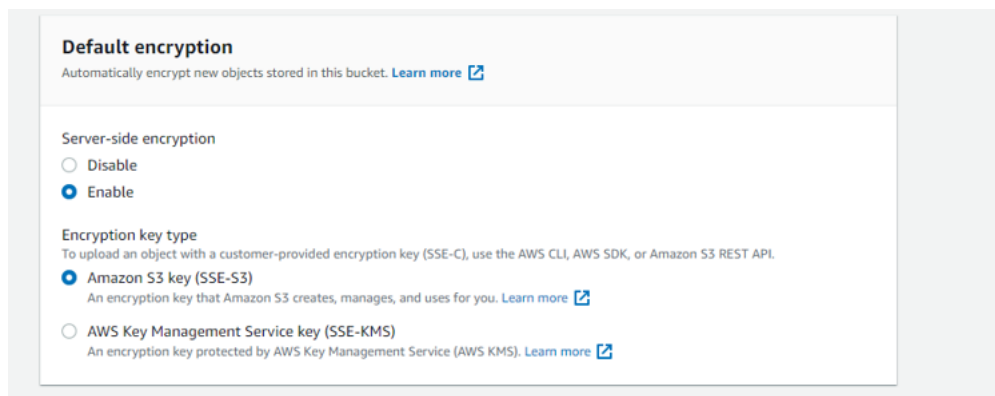 Default encryption
Automatically encrypt new objects stored in this bucket. Learn more
Server-side encryption
Disable
Enable
Encryption key type
To upload an object with a customer-provided encryption key (SSE-C), use the AWS CLI, AWS SDK, or Amazon S3 REST API.
Amazon S3 key (SSE-S3)
An encryption key that Amazon S3 creates, manages, and uses for you. Learn more
AWS Key Management Service key (SSE-KMS)
An encryption key protected by AWS Key Management Service (AWS KMS). Learn more